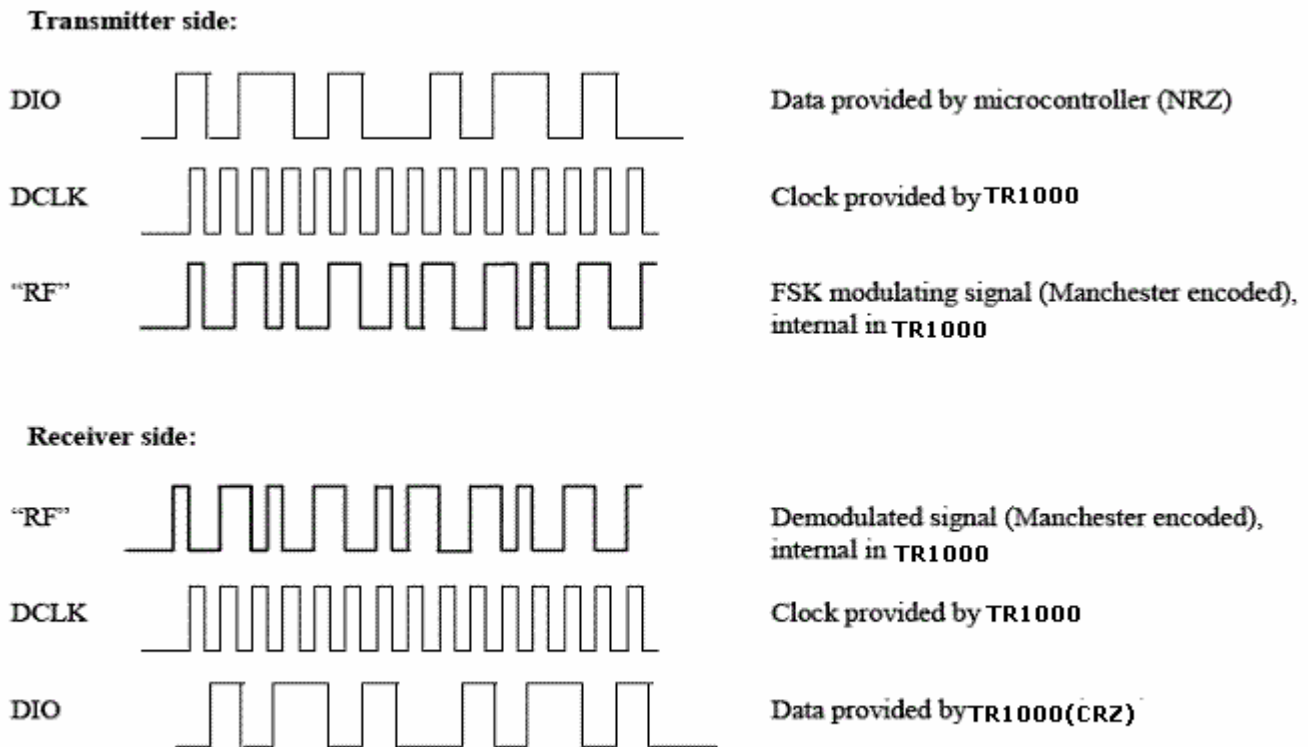 Transmitter side:
DIO
Data provided by microcontroller (NRZ)
DCLK
Clock provided by TR1000
“RF”
FSK modulating signal (Manchester encoded),
internal in TR1000
Receiver side:
“RF”
Demodulated signal (Manchester encoded),
internal in TR1000
DCLK
Clock provided by TR1000
DIO
Data provided by TR1000(CRZ)